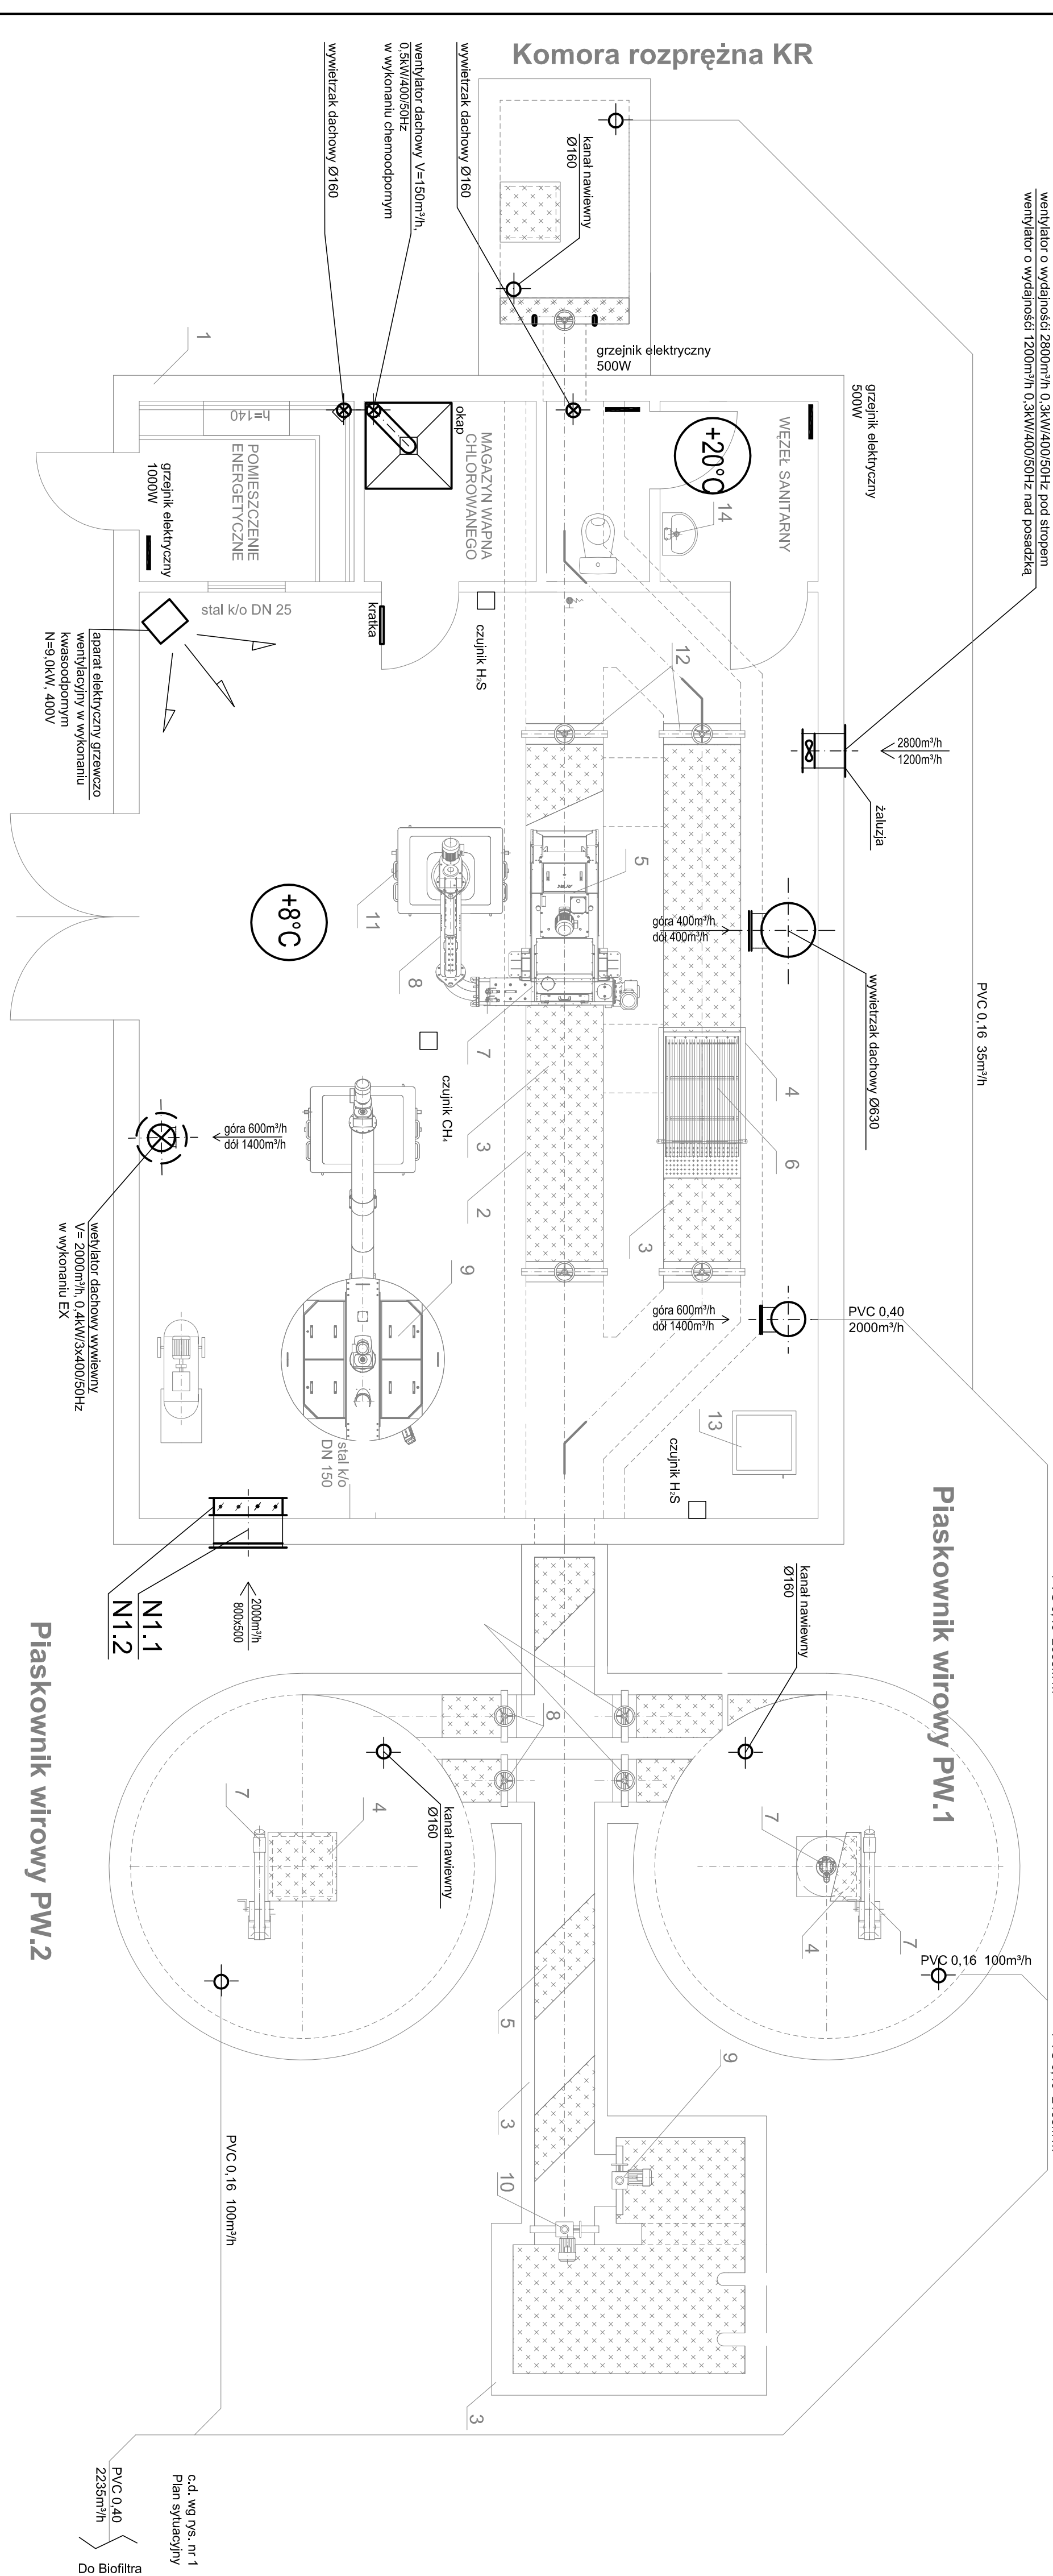 Komora rozprężna KR
wentylator o wydajności 2800m³/h 0,3kW/400/50Hz pod stropem
wentylator o wydajnośći 1200m³/h 0,3kW/400/50Hz nad posadzką
wywietrzak dachowy Ø160
wentylator dachowy V=150m³/h,
0,5kW/400/50Hz
w wykonaniu chemoodpornym
wywietrzak dachowy Ø160
kanał nawiewny
Ø160
grzejnik elektryczny
500W
grzejnik elektryczny
500W
1
h=140
POMIESZCZENIE
ENERGETYCZNE
grzejnik elektryczny
1000W
okap
MAGAZYN WAPNA
CHLOROWANEGO
+20°C
WĘZEŁ SANITARNY
14
stal k/o DN 25
kratka
czujnik H₂S
aparat elektryczny grzewczo
wentylacyjny w wykonaniu
kwasoodpornym
N=9,0kW, 400V
12
2800m³/h
1200m³/h
żaluzja
5
11
8
7
+8°C
góra 400m³/h
dół 400m³/h
wywietrzak dachowy Ø630
PVC 0,16 35m³/h
czujnik CH₄
4
6
3
2
3
góra 600m³/h
dół 1400m³/h
wetylator dachowy wywiewny
V= 2000m³/h, 0,4kW/3x400/50Hz
w wykonaniu EX
9
góra 600m³/h
dół 1400m³/h
PVC 0,40
2000m³/h
stal k/o
DN 150
13
czujnik H₂S
N1.1
N1.2
2000m³/h
800x500
Piaskownik wirowy PW.1
Piaskownik wirowy PW.2
kanał nawiewny
Ø160
8
kanał nawiewny
Ø160
7
4
7
4
7
PVC 0,16 100m³/h
5
3
9
10
PVC 0,16 100m³/h
3
c.d. wg rys. nr 1
Plan sytuacyjny
PVC 0,40
2235m³/h
Do Biofiltra